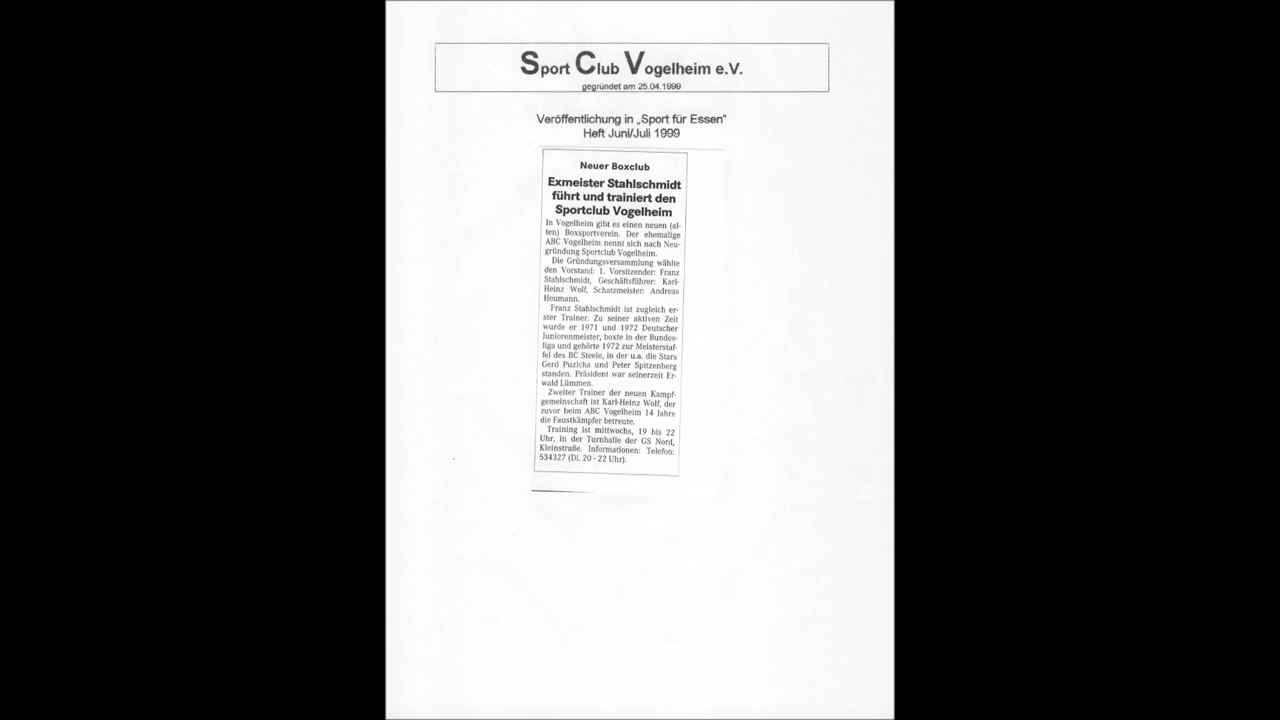 Sport Club Vogelheim e.V.
gegründet am 25.04.1999
Veröffentlichung in „Sport für Essen"
Heft Juni/Juli 1999
Neuer Boxclub
Exmeister Stahlschmidt
führt und trainiert den
Sportclub Vogelheim
In Vogelheim gibt es einen neuen (al-
ten) Boxsportverein. Der ehemalige
ABC Vogelheim nennt sich nach Neu-
gründung Sportclub Vogelheim.
Die Gründungsversammlung wählte
den Vorstand: 1. Vorsitzender: Franz
Stahlschmidt, Geschäftsführer: Karl-
Heinz Wolf, Schatzmeister: Andreas
Heumann.
Franz Stahlschmidt ist zugleich er-
ster Trainer. Zu seiner aktiven Zeit
wurde er 1971 und 1972 Deutscher
Juniorenmeister, boxte in der Bundes-
liga und gehörte 1972 zur Meisterstaf-
fel des BC Steele, in der u.a. die Stars
Gerd Puzicha und Peter Spitzenberg
standen. Präsident war seinerzeit Er-
wald Lümmen.
Zweiter Trainer der neuen Kampf-
gemeinschaft ist Karl-Heinz Wolf, der
zuvor beim ABC Vogelheim 14 Jahre
die Faustkämpfer betreute.
Training ist mittwochs, 19 bis 22
Uhr, in der Turnhalle der GS Nord,
Kleinstraße. Informationen: Telefon:
534327 (Di. 20 - 22 Uhr).